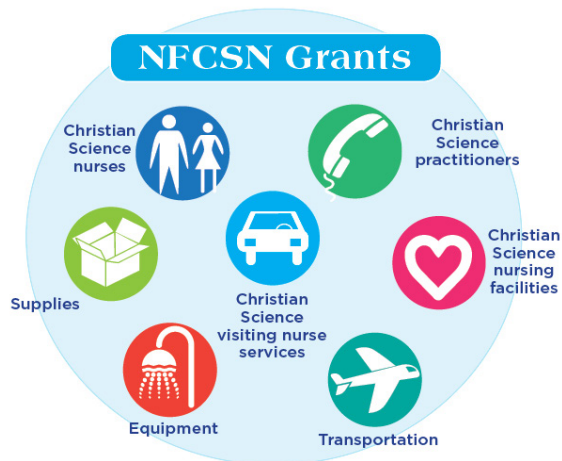 NFCSN Grants
Christian
Science
nurses
Christian
Science
practitioners
Supplies
Christian
Science
visiting nurse
services
Christian
Science
nursing
facilities
Equipment
Transportation